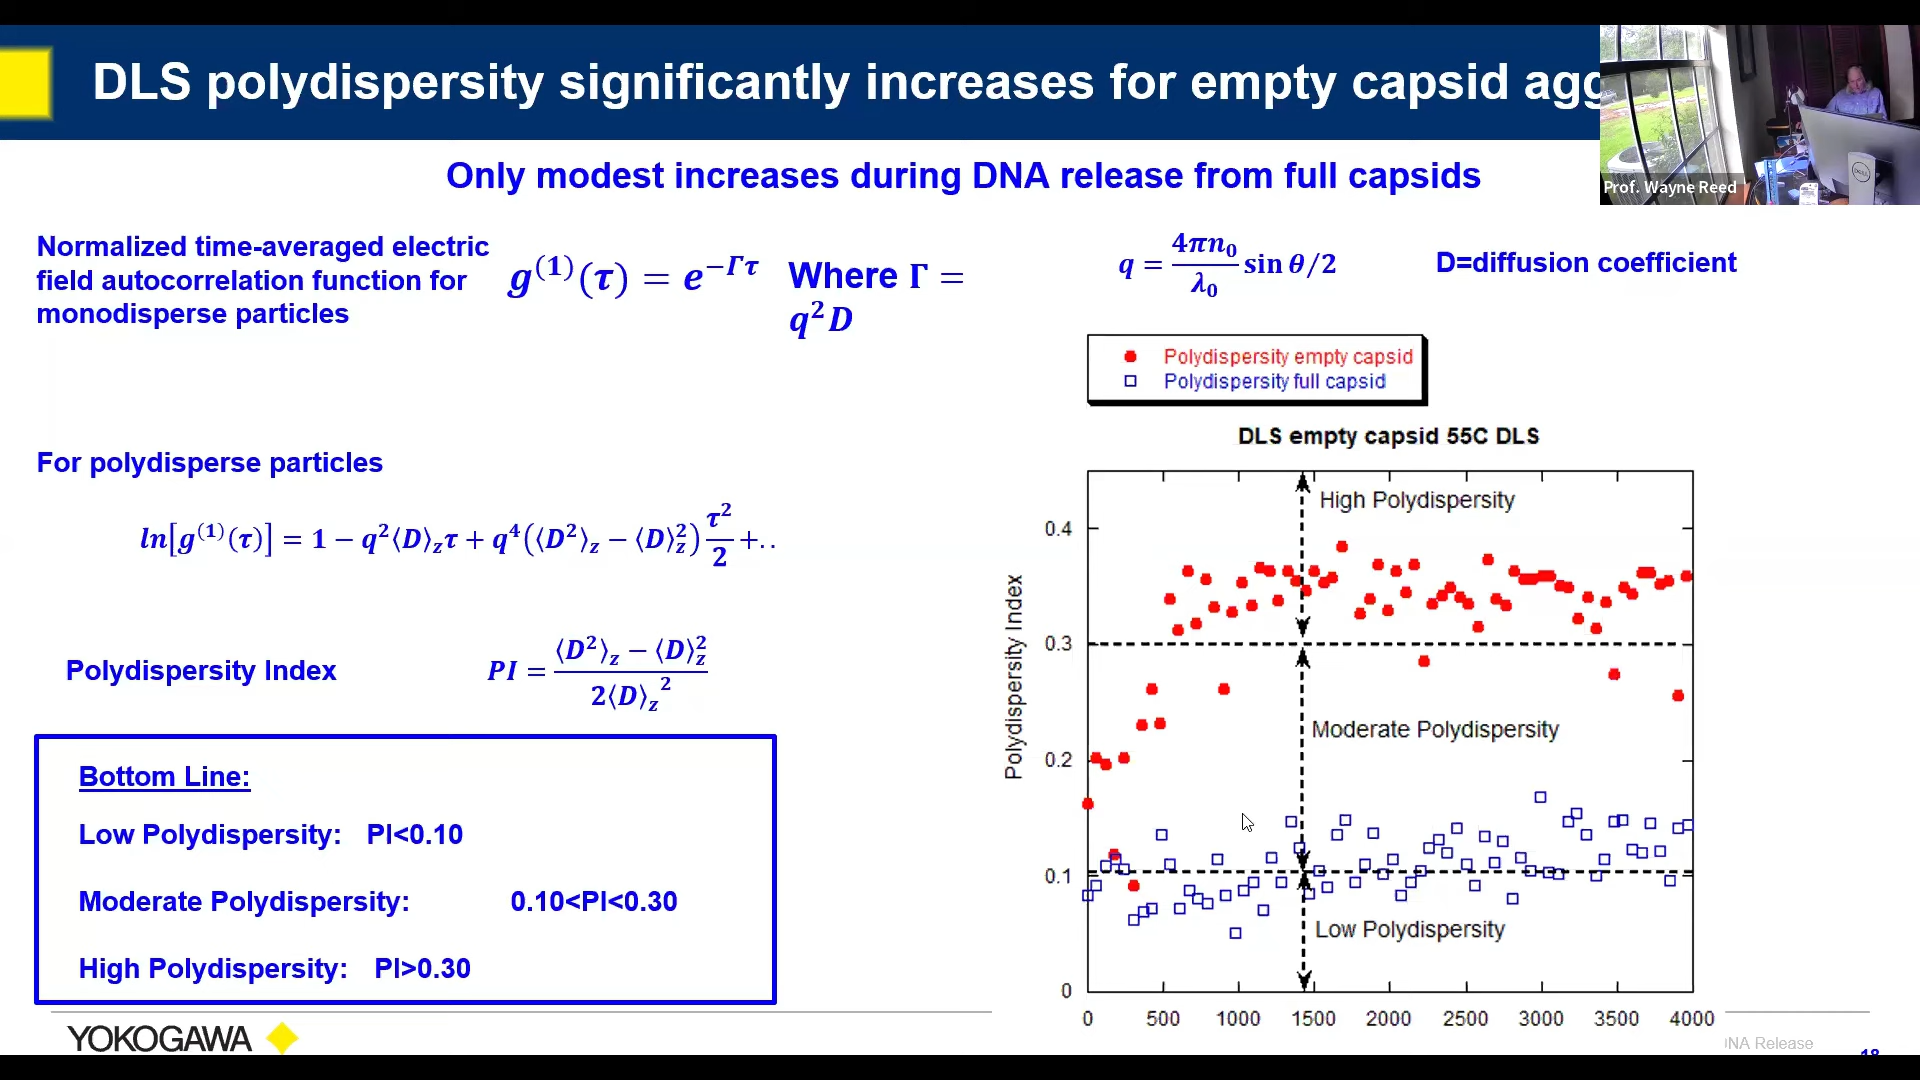 DLS polydispersity significantly increases for empty capsid
Prof. Wayne Reed
Only modest increases during DNA release from full capsids
Normalized time-averaged electric
field autocorrelation function for
monodisperse particles
g⁽¹⁾(τ) = e^{-Γτ}
Where Γ =
q²D
q = 4πn₀/λ₀ sin θ/2
D=diffusion coefficient
Polydispersity empty capsid
Polydispersity full capsid
For polydisperse particles
ln[g⁽¹⁾(τ)] = 1 − q²⟨D⟩_z τ + q⁴(⟨D²⟩_z − ⟨D⟩_z²) τ²/2 +..
Polydispersity Index
PI = (⟨D²⟩_z − ⟨D⟩_z²)/(2⟨D⟩_z²)
Bottom Line:
Low Polydispersity: PI<0.10
Moderate Polydispersity: 0.10<PI<0.30
High Polydispersity: PI>0.30
DLS empty capsid 55C DLS
High Polydispersity
Moderate Polydispersity
Low Polydispersity
Polydispersity Index
0.4
0.3
0.2
0.1
0
0 500 1000 1500 2000 2500 3000 3500 4000
YOKOGAWA
NA Release